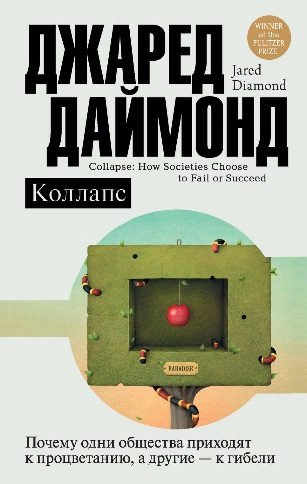 WINNER
of the
PULITZER
PRIZE
ДЖАРЕД
Jared
Diamond
ДАЙМОНД
Collapse: How Societies Choose
to Fail or Succeed
Коллапс
PARADISE
Почему одни общества приходят
к процветанию, а другие — к гибели